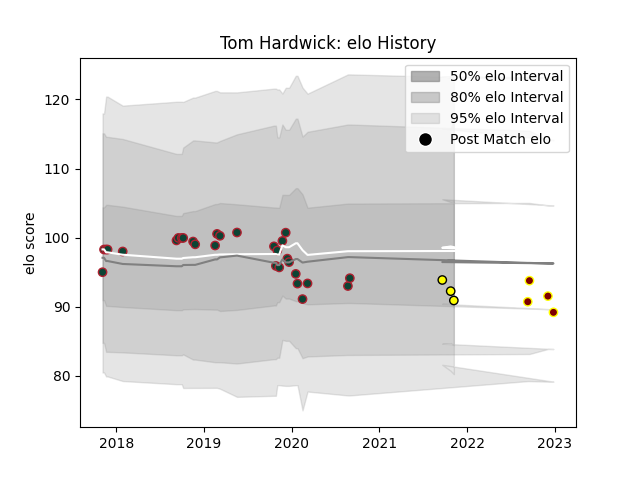 Tom Hardwick: elo History
50% elo Interval
80% elo Interval
95% elo Interval
Post Match elo
elo score
120
110
100
90
80
2018
2019
2020
2021
2022
2023